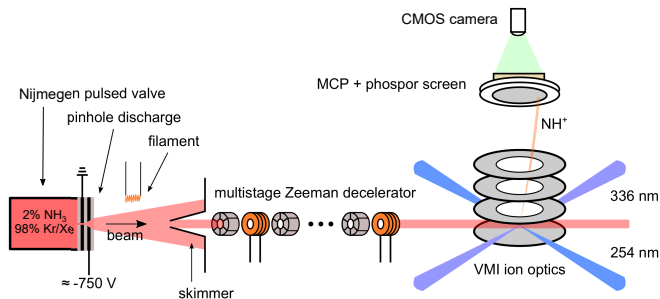 CMOS camera
MCP + phospor screen
Nijmegen pulsed valve
pinhole discharge
filament
NH⁺
multistage Zeeman decelerator
336 nm
2% NH₃
98% Kr/Xe
beam
254 nm
VMI ion optics
≈ -750 V
skimmer